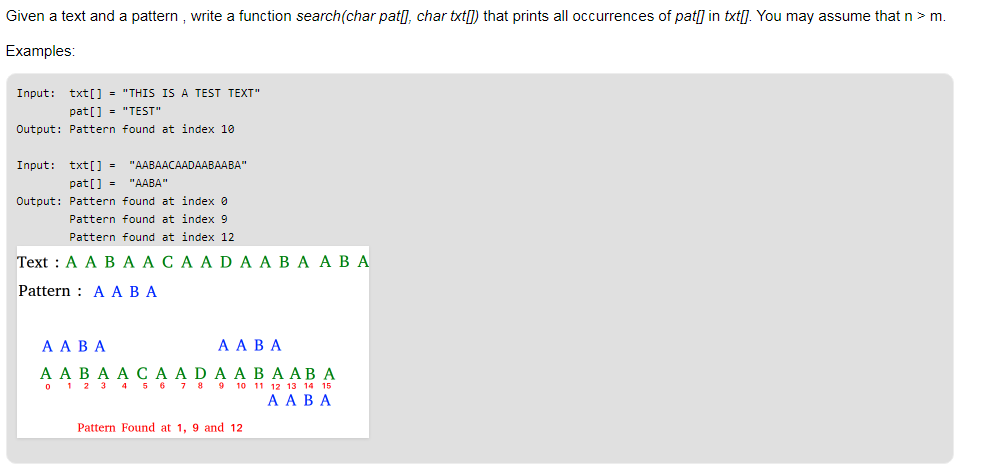 Given a text and a pattern , write a function search(char pat[], char txt[]) that prints all occurrences of pat[] in txt[]. You may assume that n > m.
Examples:
Input:  txt[] = "THIS IS A TEST TEXT"
        pat[] = "TEST"
Output: Pattern found at index 10
Input:  txt[] =  "AABAACAADAABAABA"
        pat[] =  "AABA"
Output: Pattern found at index 0
        Pattern found at index 9
        Pattern found at index 12
Text : A A B A A C A A D A A B A A B A
Pattern : A A B A
A A B A A A B A
A A B A A C A A D A A B A A B A
0 1 2 3 4 5 6 7 8 9 10 11 12 13 14 15
A A B A
Pattern Found at 1, 9 and 12